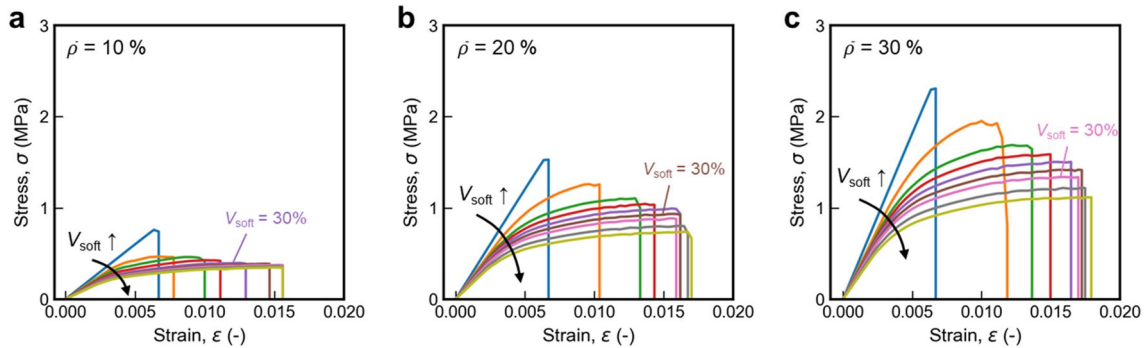 a
ρ̄ = 10 %
3
2
1
0
Stress, σ (MPa)
V_soft ↑
V_soft = 30%
0.000 0.005 0.010 0.015 0.020
Strain, ε (-)
b
ρ̄ = 20 %
3
2
1
0
Stress, σ (MPa)
V_soft ↑
V_soft = 30%
0.000 0.005 0.010 0.015 0.020
Strain, ε (-)
c
ρ̄ = 30 %
3
2
1
0
Stress, σ (MPa)
V_soft ↑
V_soft = 30%
0.000 0.005 0.010 0.015 0.020
Strain, ε (-)